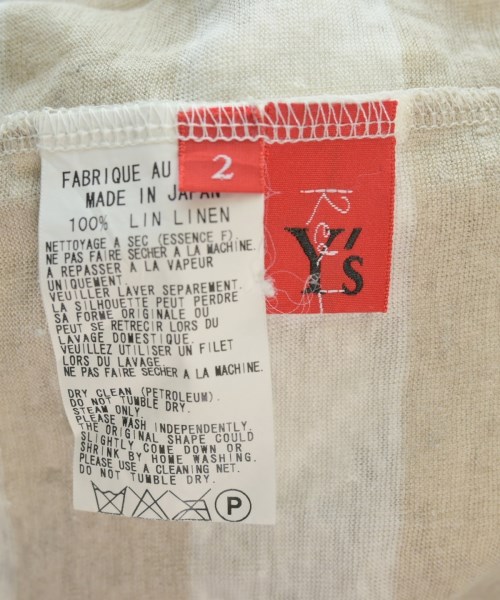 FABRIQUE AU
MADE IN JAPAN
100% LIN LINEN
NETTOYAGE A SEC (ESSENCE F).
NE PAS FAIRE SECHER A LA MACHINE.
A REPASSER A LA VAPEUR
UNIQUEMENT.
VEUILLER LAVER SEPAREMENT.
LA SILHOUETTE PEUT PERDRE
SA FORME ORIGINALE OU
PEUT SE RETRECIR LORS DU
LAVAGE DOMESTIQUE.
VEUILLEZ UTILISER UN FILET
LORS DU LAVAGE.
NE PAS FAIRE SECHER A LA MACHINE.
DRY CLEAN (PETROLEUM).
DO NOT TUMBLE DRY.
STEAM ONLY.
PLEASE WASH INDEPENDENTLY.
THE ORIGINAL SHAPE COULD
SLIGHTLY COME DOWN OR
SHRINK BY HOME WASHING.
PLEASE USE A CLEANING NET.
DO NOT TUMBLE DRY.
P
2
Red
Y's